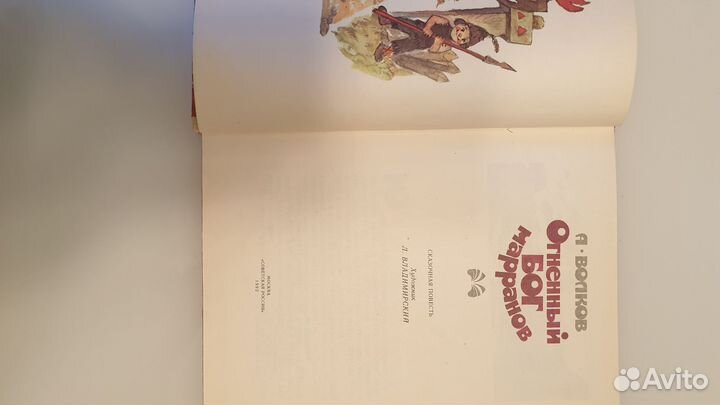 А · ВОЛКОВ
ОГНЕННЫЙ
БОГ
МАРРАНОВ
СКАЗОЧНАЯ ПОВЕСТЬ
Художник
Л. ВЛАДИМИРСКИЙ
МОСКВА
«СОВЕТСКАЯ РОССИЯ»
Avito